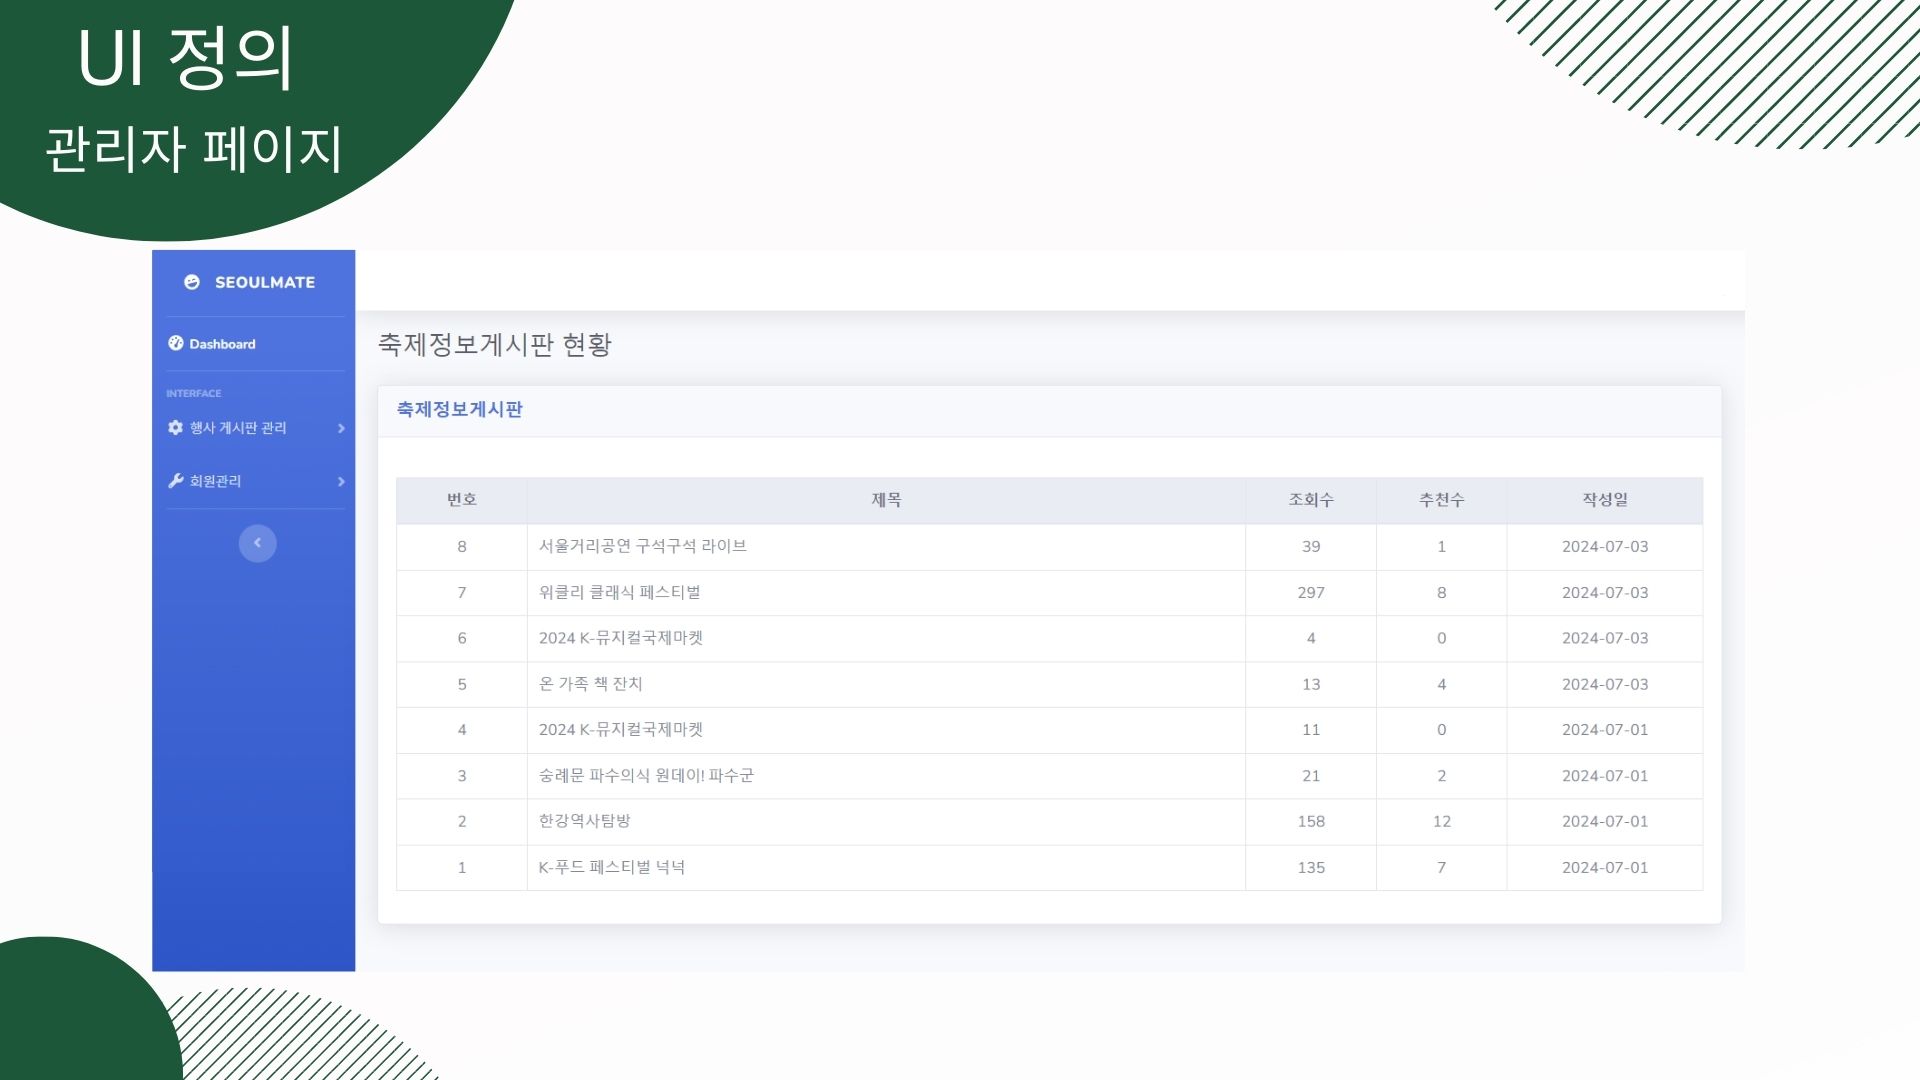 UI 정의
관리자 페이지
SEOULMATE
Dashboard
INTERFACE
행사 게시판 관리
회원관리
축제정보게시판 현황
축제정보게시판
번호 제목 조회수 추천수 작성일
8 서울거리공연 구석구석 라이브 39 1 2024-07-03
7 위클리 클래식 페스티벌 297 8 2024-07-03
6 2024 K-뮤지컬국제마켓 4 0 2024-07-03
5 온 가족 책 잔치 13 4 2024-07-03
4 2024 K-뮤지컬국제마켓 11 0 2024-07-01
3 숭례문 파수의식 원데이! 파수군 21 2 2024-07-01
2 한강역사탐방 158 12 2024-07-01
1 K-푸드 페스티벌 넉넉 135 7 2024-07-01